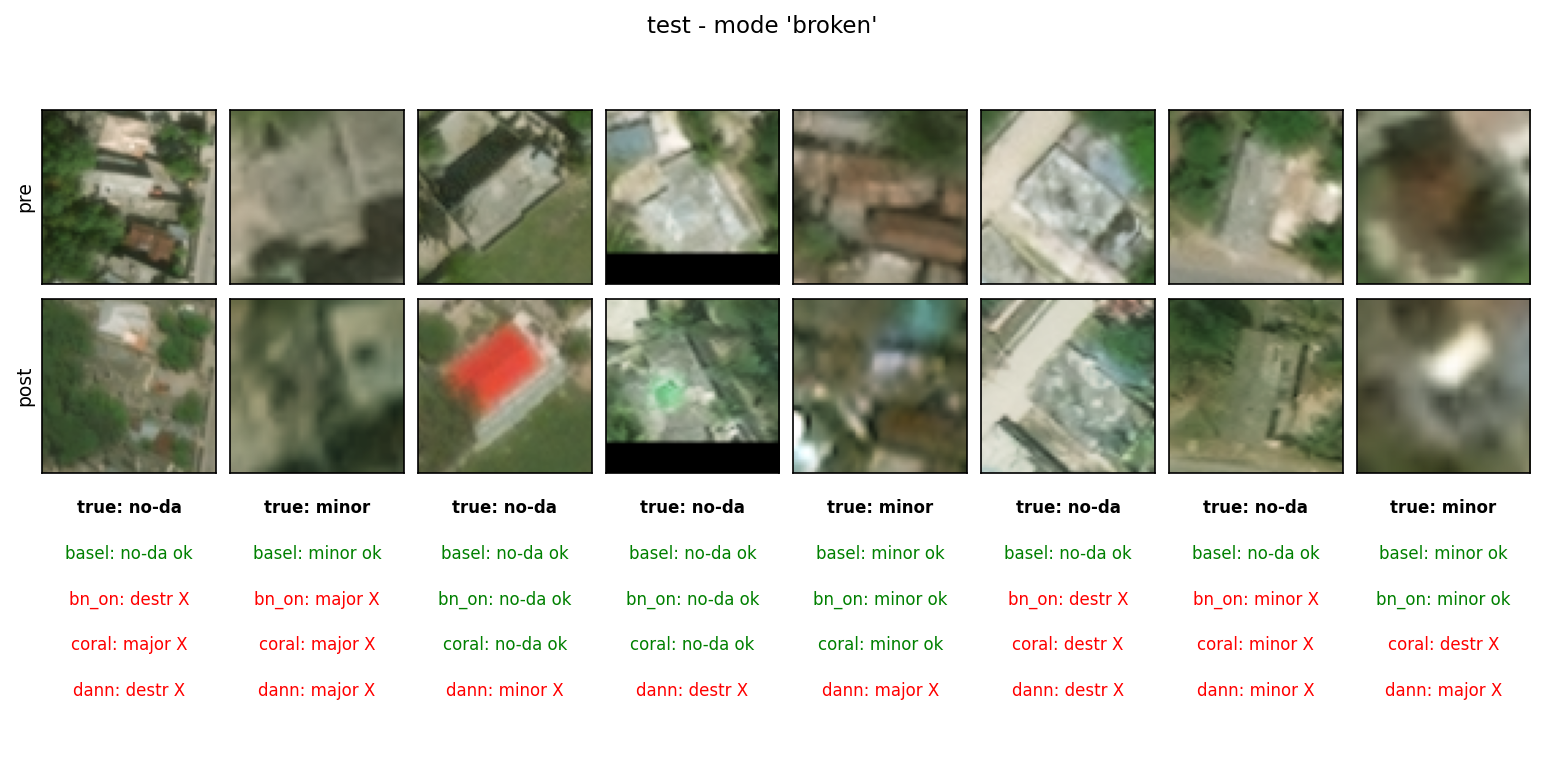 test - mode 'broken'
pre
post
true: no-da true: minor true: no-da true: no-da true: minor true: no-da true: no-da true: minor
basel: no-da ok basel: minor ok basel: no-da ok basel: no-da ok basel: minor ok basel: no-da ok basel: no-da ok basel: minor ok
bn_on: destr X bn_on: major X bn_on: no-da ok bn_on: no-da ok bn_on: minor ok bn_on: destr X bn_on: minor X bn_on: minor ok
coral: major X coral: major X coral: no-da ok coral: no-da ok coral: minor ok coral: destr X coral: minor X coral: destr X
dann: destr X dann: major X dann: minor X dann: destr X dann: major X dann: destr X dann: minor X dann: major X